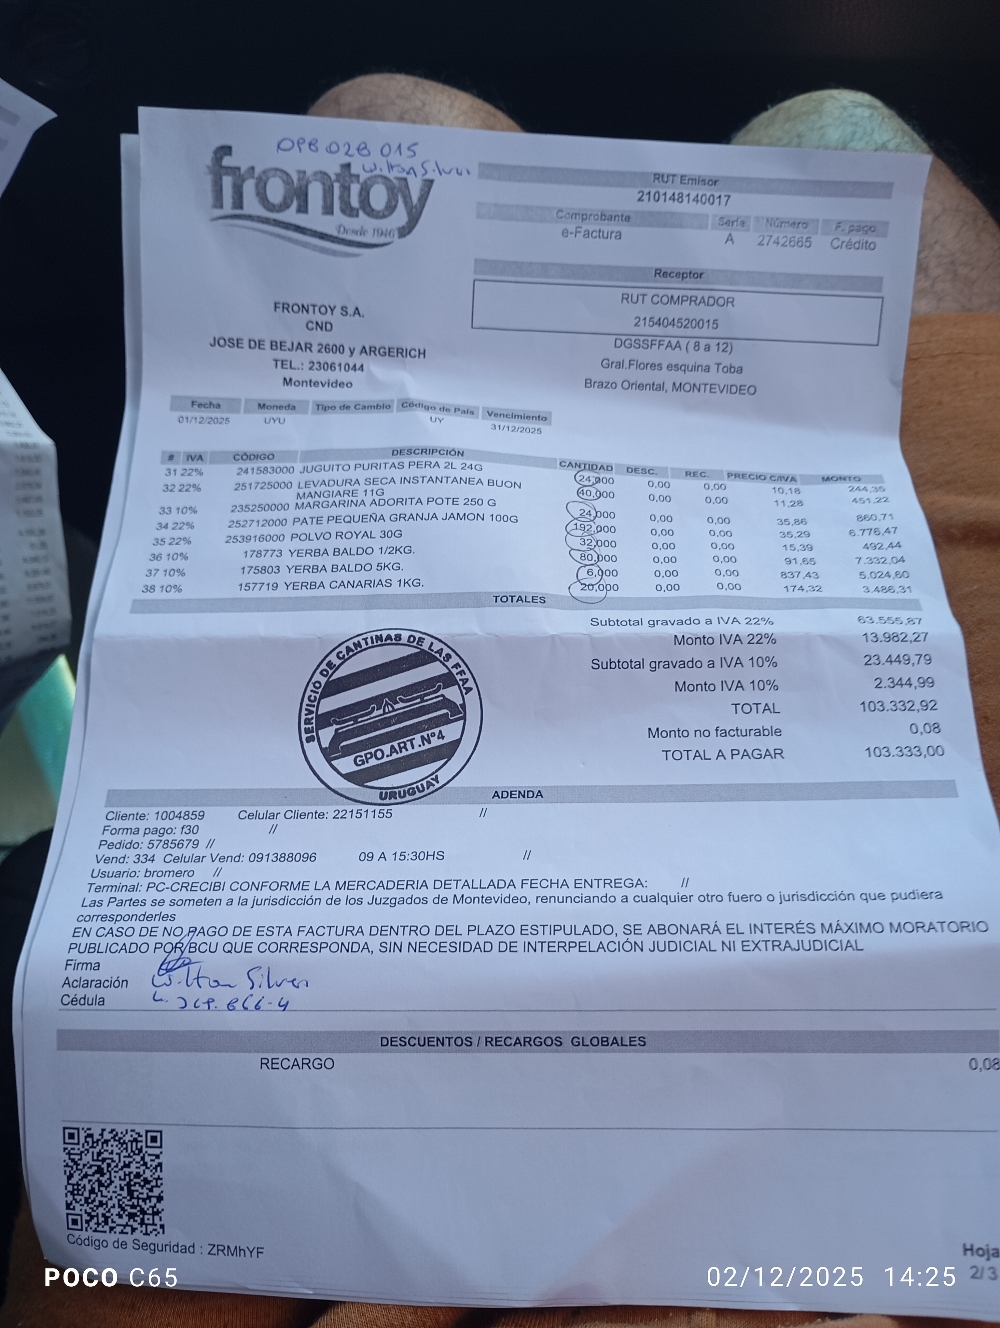 OPB 028 015
Wilton Silver
frontoy
Desde 1946
RUT Emisor
210148140017
Comprobante Serie Número F. pago
e-Factura A 2742665 Crédito
Receptor
RUT COMPRADOR
215404520015
DGSSFFAA ( 8 a 12)
Gral.Flores esquina Toba
Brazo Oriental, MONTEVIDEO
FRONTOY S.A.
CND
JOSE DE BEJAR 2600 y ARGERICH
TEL.: 23061044
Montevideo
Fecha Moneda Tipo de Cambio Código de País Vencimiento
01/12/2025 UYU UY 31/12/2025
# IVA CÓDIGO DESCRIPCIÓN CANTIDAD DESC. REC. PRECIO C/IVA MONTO
31 22% 241583000 JUGUITO PURITAS PERA 2L 24G 24,000 0,00 0,00 10,18 244,35
32 22% 251725000 LEVADURA SECA INSTANTANEA BUON 40,000 0,00 0,00 11,28 451,22
MANGIARE 11G
33 10% 235250000 MARGARINA ADORITA POTE 250 G 24,000 0,00 0,00 35,86 860,71
34 22% 252712000 PATE PEQUEÑA GRANJA JAMON 100G 192,000 0,00 0,00 35,29 6.776,47
35 22% 253916000 POLVO ROYAL 30G 32,000 0,00 0,00 15,39 492,44
36 10% 178773 YERBA BALDO 1/2KG. 80,000 0,00 0,00 91,65 7.332,04
37 10% 175803 YERBA BALDO 5KG. 6,000 0,00 0,00 837,43 5.024,60
38 10% 157719 YERBA CANARIAS 1KG. 20,000 0,00 0,00 174,32 3.486,31
TOTALES
Subtotal gravado a IVA 22% 63.555,87
Monto IVA 22% 13.982,27
Subtotal gravado a IVA 10% 23.449,79
Monto IVA 10% 2.344,99
TOTAL 103.332,92
Monto no facturable 0,08
TOTAL A PAGAR 103.333,00
SERVICIO DE CANTINAS DE LAS FFAA
GPO.ART.Nº4
URUGUAY
ADENDA
Cliente: 1004859 Celular Cliente: 22151155 //
Forma pago: f30 //
Pedido: 5785679 //
Vend: 334 Celular Vend: 091388096 09 A 15:30HS //
Usuario: bromero //
Terminal: PC-CRECIBI CONFORME LA MERCADERIA DETALLADA FECHA ENTREGA: //
Las Partes se someten a la jurisdicción de los Juzgados de Montevideo, renunciando a cualquier otro fuero o jurisdicción que pudiera
corresponderles
EN CASO DE NO PAGO DE ESTA FACTURA DENTRO DEL PLAZO ESTIPULADO, SE ABONARÁ EL INTERÉS MÁXIMO MORATORIO
PUBLICADO POR BCU QUE CORRESPONDA, SIN NECESIDAD DE INTERPELACIÓN JUDICIAL NI EXTRAJUDICIAL
Firma
Aclaración Wilton Silver
Cédula
DESCUENTOS / RECARGOS GLOBALES
RECARGO 0,08
Código de Seguridad : ZRMhYF
Hoja
2/3
POCO C65
02/12/2025 14:25